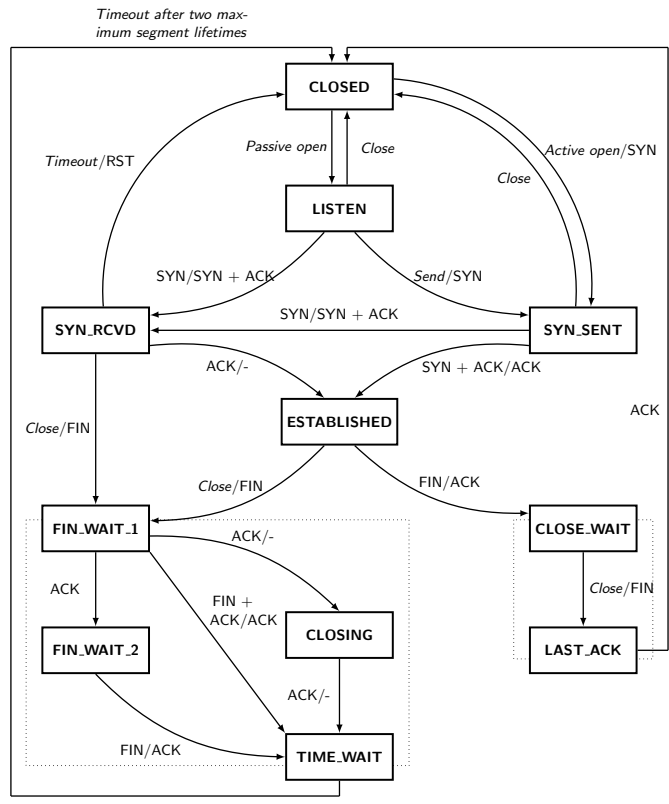 Timeout after two max-
imum segment lifetimes
CLOSED
Passive open
Close
Timeout/RST
Active open/SYN
Close
LISTEN
SYN/SYN + ACK
Send/SYN
SYN_RCVD
SYN/SYN + ACK
SYN_SENT
ACK/-
SYN + ACK/ACK
ESTABLISHED
ACK
Close/FIN
Close/FIN
FIN/ACK
FIN_WAIT_1
CLOSE_WAIT
ACK/-
ACK
FIN +
ACK/ACK
Close/FIN
CLOSING
FIN_WAIT_2
LAST_ACK
ACK/-
FIN/ACK
TIME_WAIT